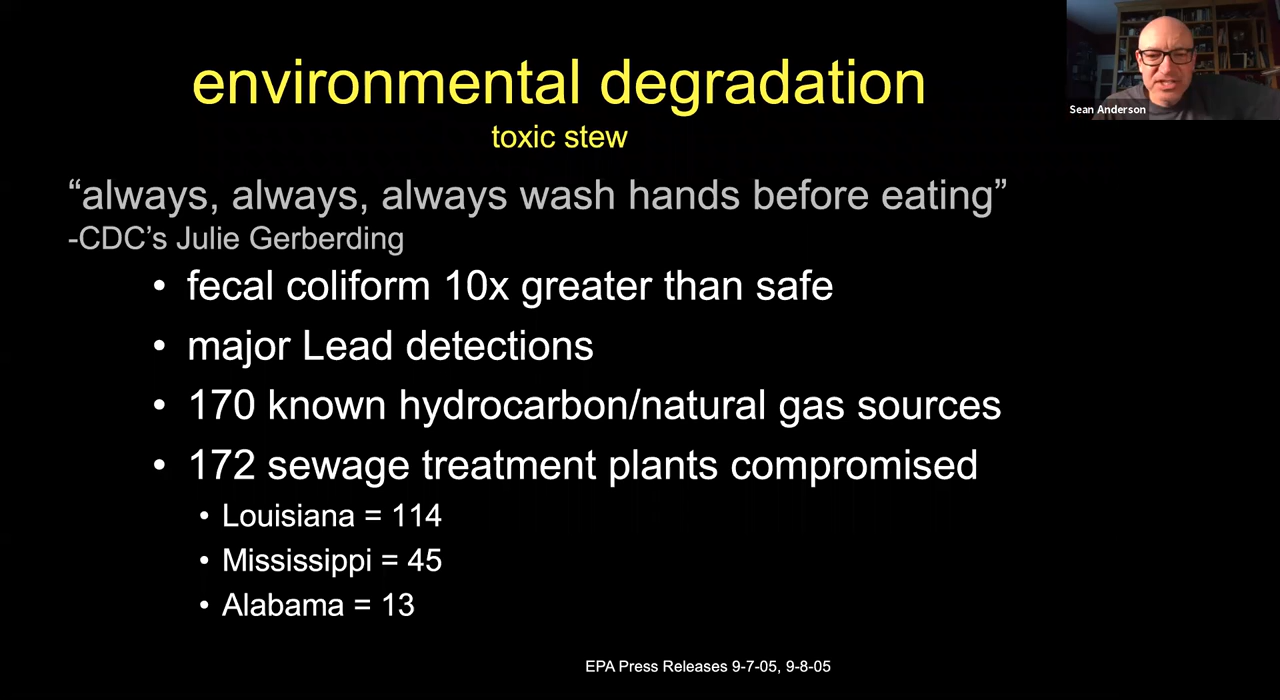 environmental degradation
toxic stew
Sean Anderson
“always, always, always wash hands before eating”
-CDC’s Julie Gerberding
• fecal coliform 10x greater than safe
• major Lead detections
• 170 known hydrocarbon/natural gas sources
• 172 sewage treatment plants compromised
• Louisiana = 114
• Mississippi = 45
• Alabama = 13
EPA Press Releases 9-7-05, 9-8-05